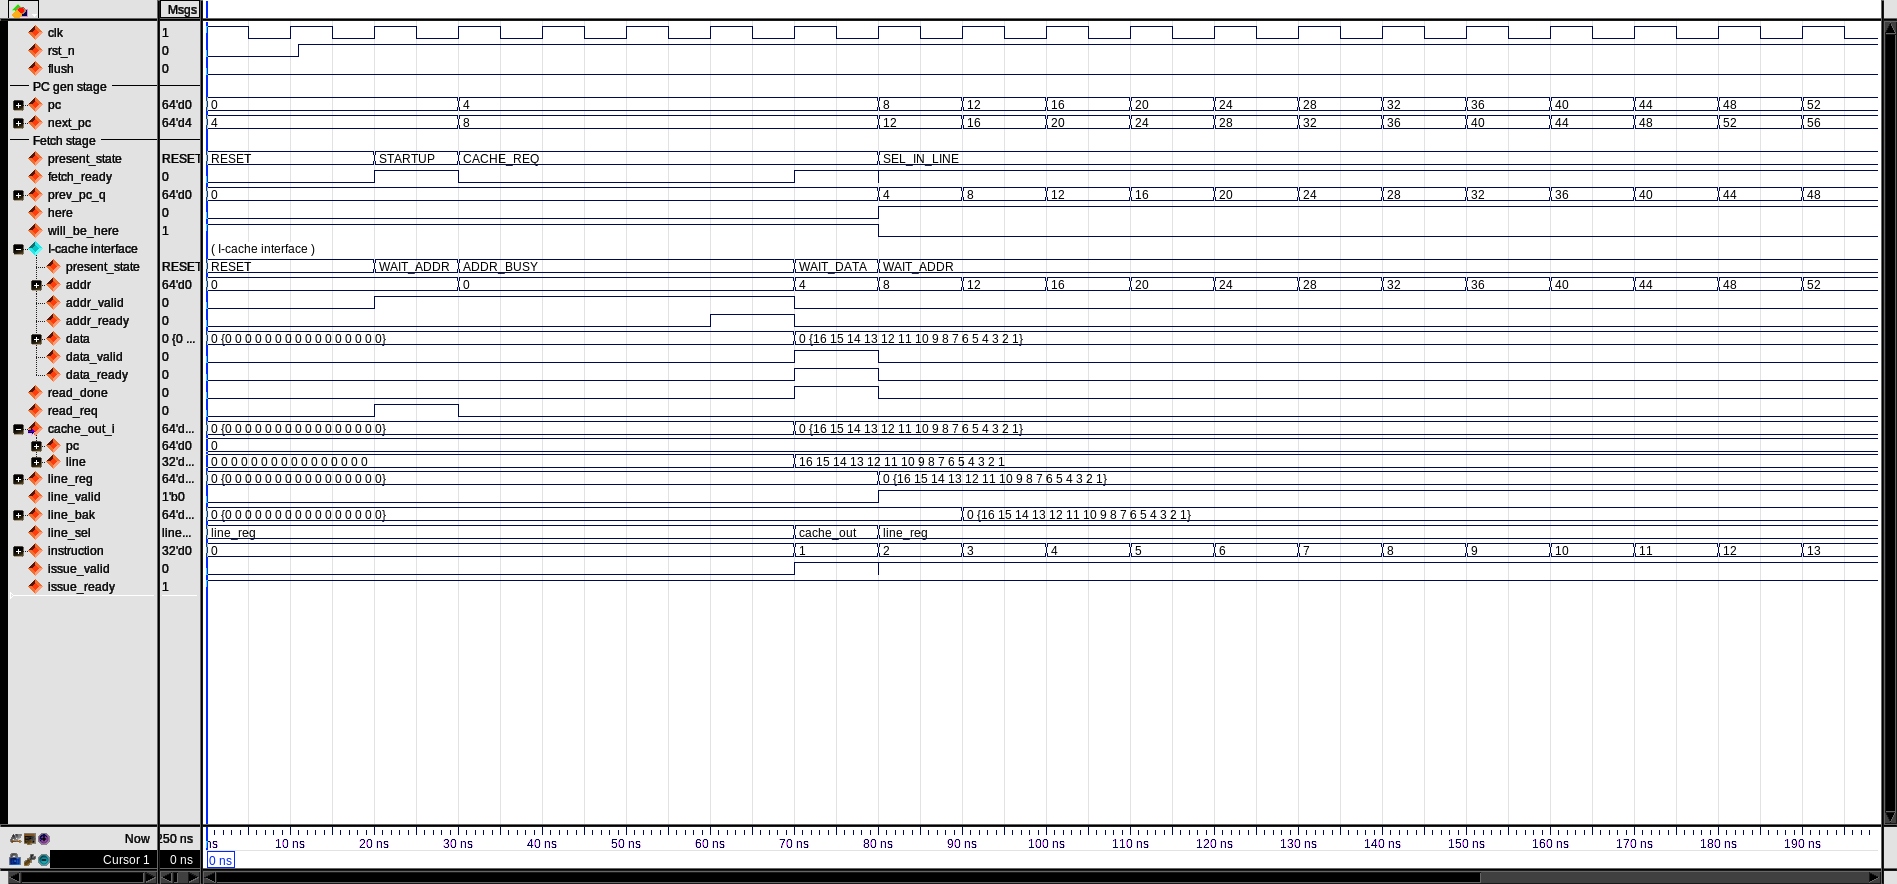 Msgs
clk 1
rst_n 0
flush 0
PC gen stage
pc 64'd0 0 4 8 12 16 20 24 28 32 36 40 44 48 52
next_pc 64'd4 4 8 12 16 20 24 28 32 36 40 44 48 52 56
Fetch stage
present_state RESET RESET STARTUP CACHE_REQ SEL_IN_LINE
fetch_ready 0
prev_pc_q 64'd0 0 4 8 12 16 20 24 28 32 36 40 44 48
here 0
will_be_here 1
I-cache interface ( I-cache interface )
present_state RESET RESET WAIT_ADDR ADDR_BUSY WAIT_DATA WAIT_ADDR
addr 64'd0 0 0 4 8 12 16 20 24 28 32 36 40 44 48 52
addr_valid 0
addr_ready 0
data 0 {0 ... 0 {0 0 0 0 0 0 0 0 0 0 0 0 0 0 0 0} 0 {16 15 14 13 12 11 10 9 8 7 6 5 4 3 2 1}
data_valid 0
data_ready 0
read_done 0
read_req 0
cache_out_i 64'd... 0 {0 0 0 0 0 0 0 0 0 0 0 0 0 0 0 0} 0 {16 15 14 13 12 11 10 9 8 7 6 5 4 3 2 1}
pc 64'd0 0
line 32'd... 0 0 0 0 0 0 0 0 0 0 0 0 0 0 0 0 16 15 14 13 12 11 10 9 8 7 6 5 4 3 2 1
line_reg 64'd... 0 {0 0 0 0 0 0 0 0 0 0 0 0 0 0 0 0} 0 {16 15 14 13 12 11 10 9 8 7 6 5 4 3 2 1}
line_valid 1'b0
line_bak 64'd... 0 {0 0 0 0 0 0 0 0 0 0 0 0 0 0 0 0} 0 {16 15 14 13 12 11 10 9 8 7 6 5 4 3 2 1}
line_sel line... line_reg cache_out line_reg
instruction 32'd0 0 1 2 3 4 5 6 7 8 9 10 11 12 13
issue_valid 0
issue_ready 1
Now 250 ns
ns 10 ns 20 ns 30 ns 40 ns 50 ns 60 ns 70 ns 80 ns 90 ns 100 ns 110 ns 120 ns 130 ns 140 ns 150 ns 160 ns 170 ns 180 ns 190 ns
Cursor 1 0 ns 0 ns